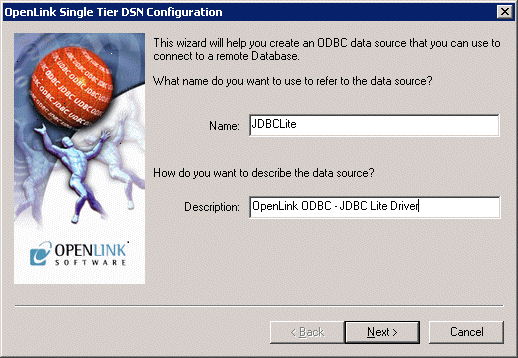 OpenLink Single Tier DSN Configuration
This wizard will help you create an ODBC data source that you can use to
connect to a remote Database.
What name do you want to use to refer to the data source?
Name: JDBCLite
How do you want to describe the data source?
Description: OpenLink ODBC - JDBC Lite Driver
OPENLINK
SOFTWARE
< Back
Next >
Cancel